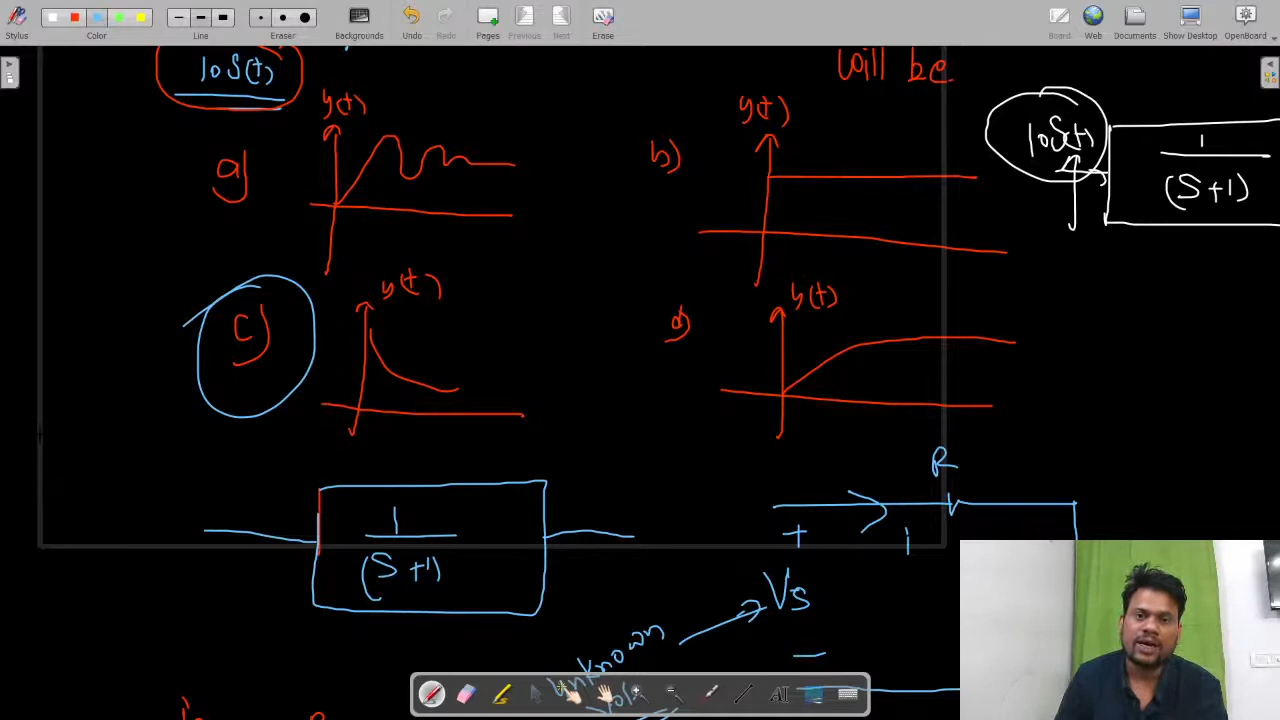 Stylus Color Line Eraser Backgrounds Undo Redo Pages Previous Next Erase Board Web Documents Show Desktop OpenBoard
10δ(t)
will be
a)
y(t)
b)
y(t)
10δ(t)
1
(S+1)
c)
y(t)
d)
y(t)
1
(S+1)
R
+
i
Vs
−
Unknown